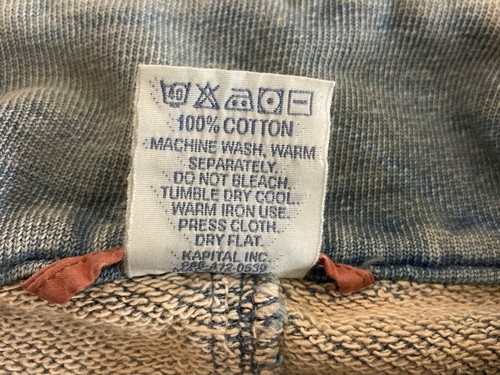 40
100% COTTON
MACHINE WASH, WARM
SEPARATELY.
DO NOT BLEACH.
TUMBLE DRY COOL.
WARM IRON USE.
PRESS CLOTH.
DRY FLAT.
KAPITAL INC.